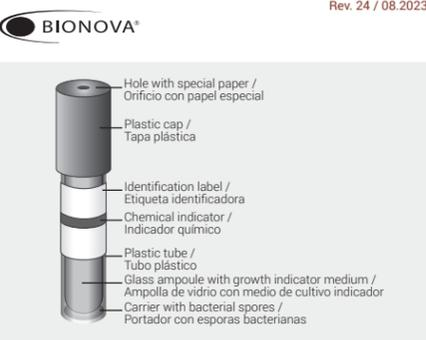 Rev. 24 / 08.2023
BIONOVA®
Hole with special paper /
Orificio con papel especial
Plastic cap /
Tapa plástica
Identification label /
Etiqueta identificadora
Chemical indicator /
Indicador químico
Plastic tube /
Tubo plástico
Glass ampoule with growth indicator medium /
Ampolla de vidrio con medio de cultivo indicador
Carrier with bacterial spores /
Portador con esporas bacterianas